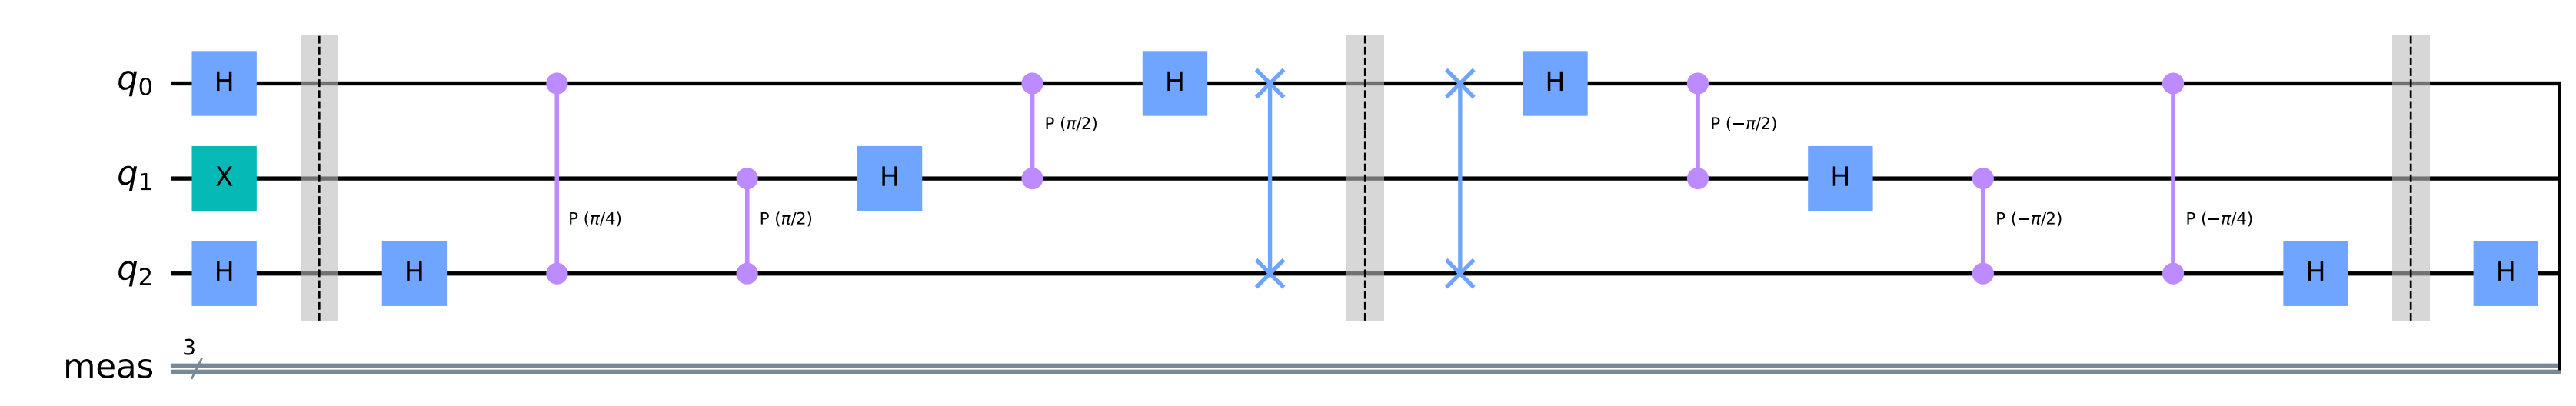 q0 H H H
P (π/2) P (−π/2)
q1 X H H
P (π/4) P (π/2) P (−π/2) P (−π/4)
q2 H H H H
3
meas